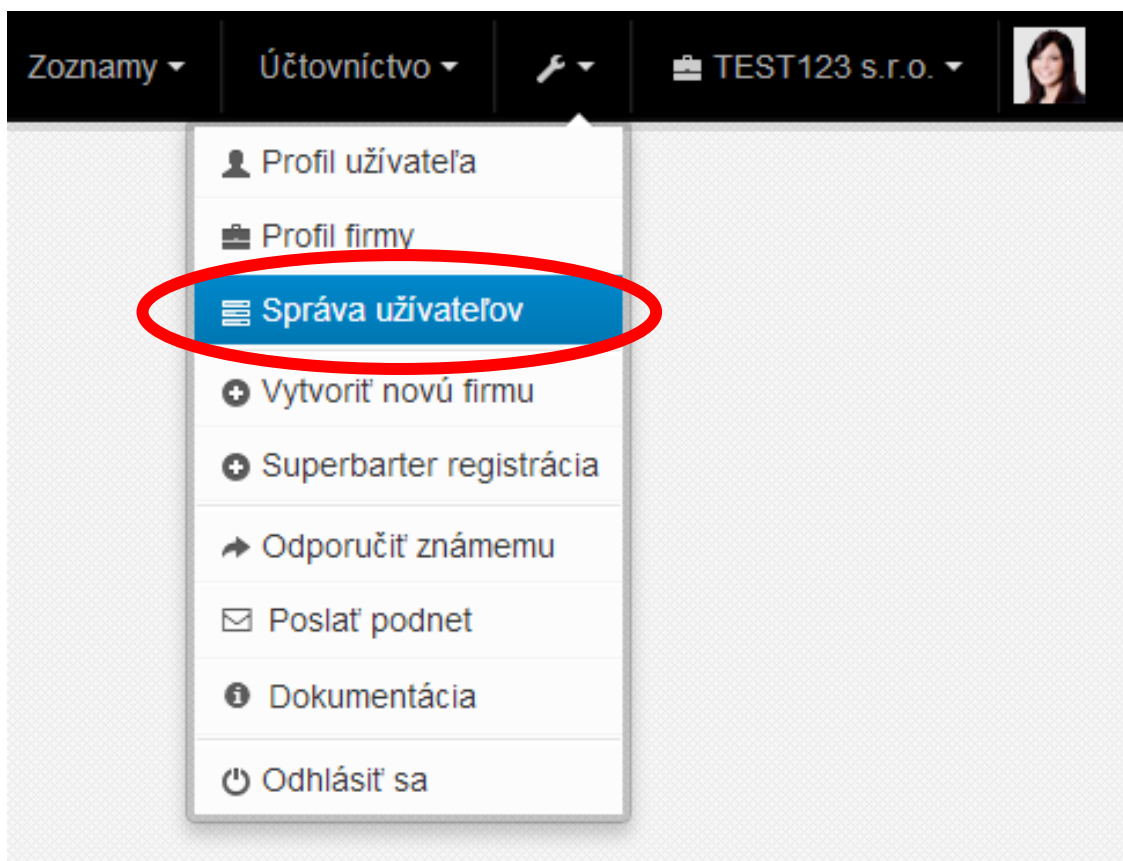 Zoznamy Účtovníctvo TEST123 s.r.o.
Profil užívateľa
Profil firmy
Správa užívateľov
Vytvoriť novú firmu
Superbarter registrácia
Odporučiť známemu
Poslať podnet
Dokumentácia
Odhlásiť sa